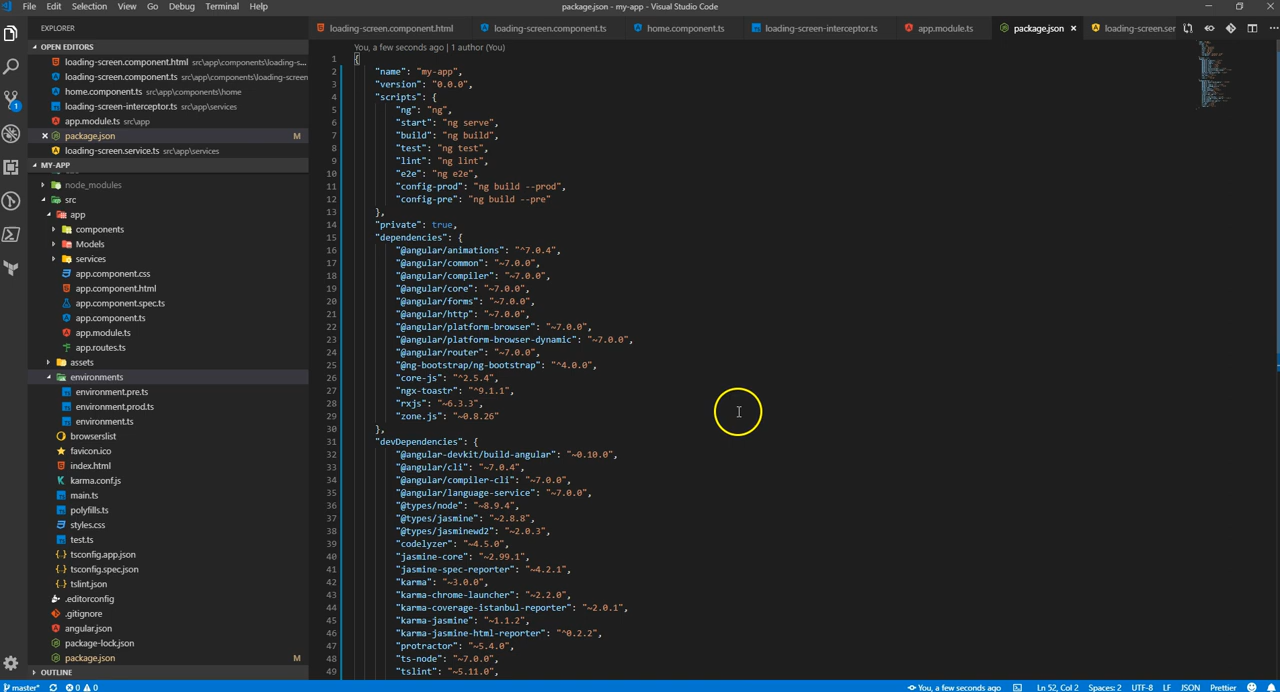 File Edit Selection View Go Debug Terminal Help
package.json - my-app - Visual Studio Code
EXPLORER
OPEN EDITORS
loading-screen.component.html src\app\components\loading-s...
loading-screen.component.ts src\app\components\loading-screen
home.component.ts src\app\components\home
loading-screen-interceptor.ts src\app\services
app.module.ts src\app
package.json M
loading-screen.service.ts src\app\services
MY-APP
node_modules
src
app
components
Models
services
app.component.css
app.component.html
app.component.spec.ts
app.component.ts
app.module.ts
app.routes.ts
assets
environments
environment.pre.ts
environment.prod.ts
environment.ts
browserslist
favicon.ico
index.html
karma.conf.js
main.ts
polyfills.ts
styles.css
test.ts
tsconfig.app.json
tsconfig.spec.json
tslint.json
.editorconfig
.gitignore
angular.json
package-lock.json
package.json M
OUTLINE
loading-screen.component.html loading-screen.component.ts home.component.ts loading-screen-interceptor.ts app.module.ts package.json loading-screen.ser
You, a few seconds ago | 1 author (You)
1 {
2 "name": "my-app",
3 "version": "0.0.0",
4 "scripts": {
5 "ng": "ng",
6 "start": "ng serve",
7 "build": "ng build",
8 "test": "ng test",
9 "lint": "ng lint",
10 "e2e": "ng e2e",
11 "config-prod": "ng build --prod",
12 "config-pre": "ng build --pre"
13 },
14 "private": true,
15 "dependencies": {
16 "@angular/animations": "^7.0.4",
17 "@angular/common": "~7.0.0",
18 "@angular/compiler": "~7.0.0",
19 "@angular/core": "~7.0.0",
20 "@angular/forms": "~7.0.0",
21 "@angular/http": "~7.0.0",
22 "@angular/platform-browser": "~7.0.0",
23 "@angular/platform-browser-dynamic": "~7.0.0",
24 "@angular/router": "~7.0.0",
25 "@ng-bootstrap/ng-bootstrap": "^4.0.0",
26 "core-js": "^2.5.4",
27 "ngx-toastr": "^9.1.1",
28 "rxjs": "~6.3.3",
29 "zone.js": "~0.8.26"
30 },
31 "devDependencies": {
32 "@angular-devkit/build-angular": "~0.10.0",
33 "@angular/cli": "~7.0.4",
34 "@angular/compiler-cli": "~7.0.0",
35 "@angular/language-service": "~7.0.0",
36 "@types/node": "~8.9.4",
37 "@types/jasmine": "~2.8.8",
38 "@types/jasminewd2": "~2.0.3",
39 "codelyzer": "~4.5.0",
40 "jasmine-core": "~2.99.1",
41 "jasmine-spec-reporter": "~4.2.1",
42 "karma": "~3.0.0",
43 "karma-chrome-launcher": "~2.2.0",
44 "karma-coverage-istanbul-reporter": "~2.0.1",
45 "karma-jasmine": "~1.1.2",
46 "karma-jasmine-html-reporter": "^0.2.2",
47 "protractor": "~5.4.0",
48 "ts-node": "~7.0.0",
49 "tslint": "~5.11.0",
master* 0 0 You, a few seconds ago Ln 52, Col 2 Spaces: 2 UTF-8 LF JSON Prettier